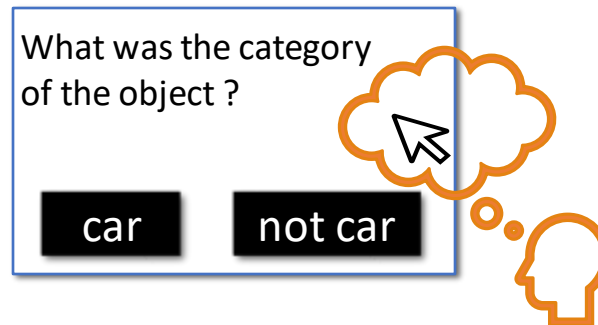 What was the category
of the object ?
car
not car